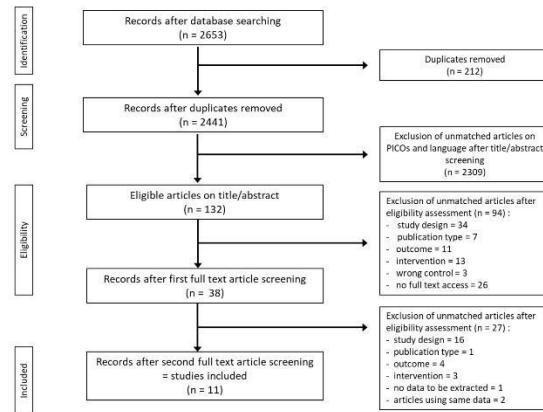 Identification
Records after database searching
(n = 2653)
Duplicates removed
(n = 212)
Screening
Records after duplicates removed
(n = 2441)
Exclusion of unmatched articles on
PICOs and language after title/abstract
screening
(n = 2309)
Eligibility
Eligible articles on title/abstract
(n = 132)
Exclusion of unmatched articles after
eligibility assessment (n = 94) :
- study design = 34
- publication type = 7
- outcome = 11
- intervention = 13
- wrong control = 3
- no full text access = 26
Records after first full text article screening
(n = 38)
Exclusion of unmatched articles after
eligibility assessment (n = 27) :
- study design = 16
- publication type = 1
- outcome = 4
- intervention = 3
- no data to be extracted = 1
- articles using same data = 2
Included
Records after second full text article screening
= studies included
(n = 11)